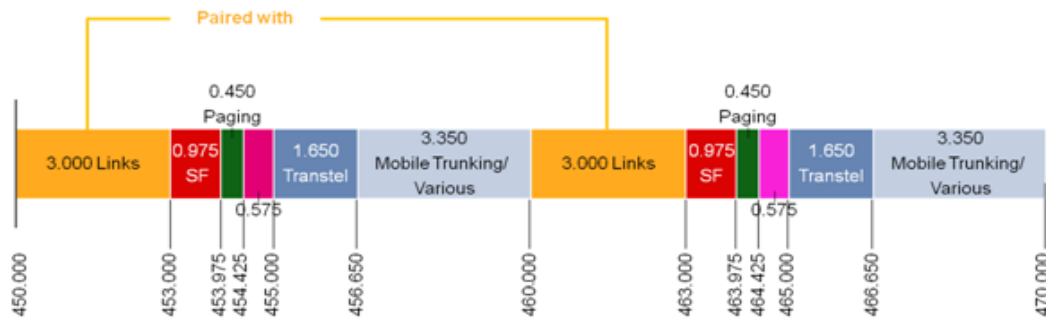 Paired with
0.450
Paging
0.450
Paging
3.000 Links
0.975
SF
0.575
1.650
Transtel
3.350
Mobile Trunking/
Various
3.000 Links
0.975
SF
0.575
1.650
Transtel
3.350
Mobile Trunking/
Various
450.000
453.000
453.975
454.425
455.000
456.650
460.000
463.000
463.975
464.425
465.000
466.650
470.000